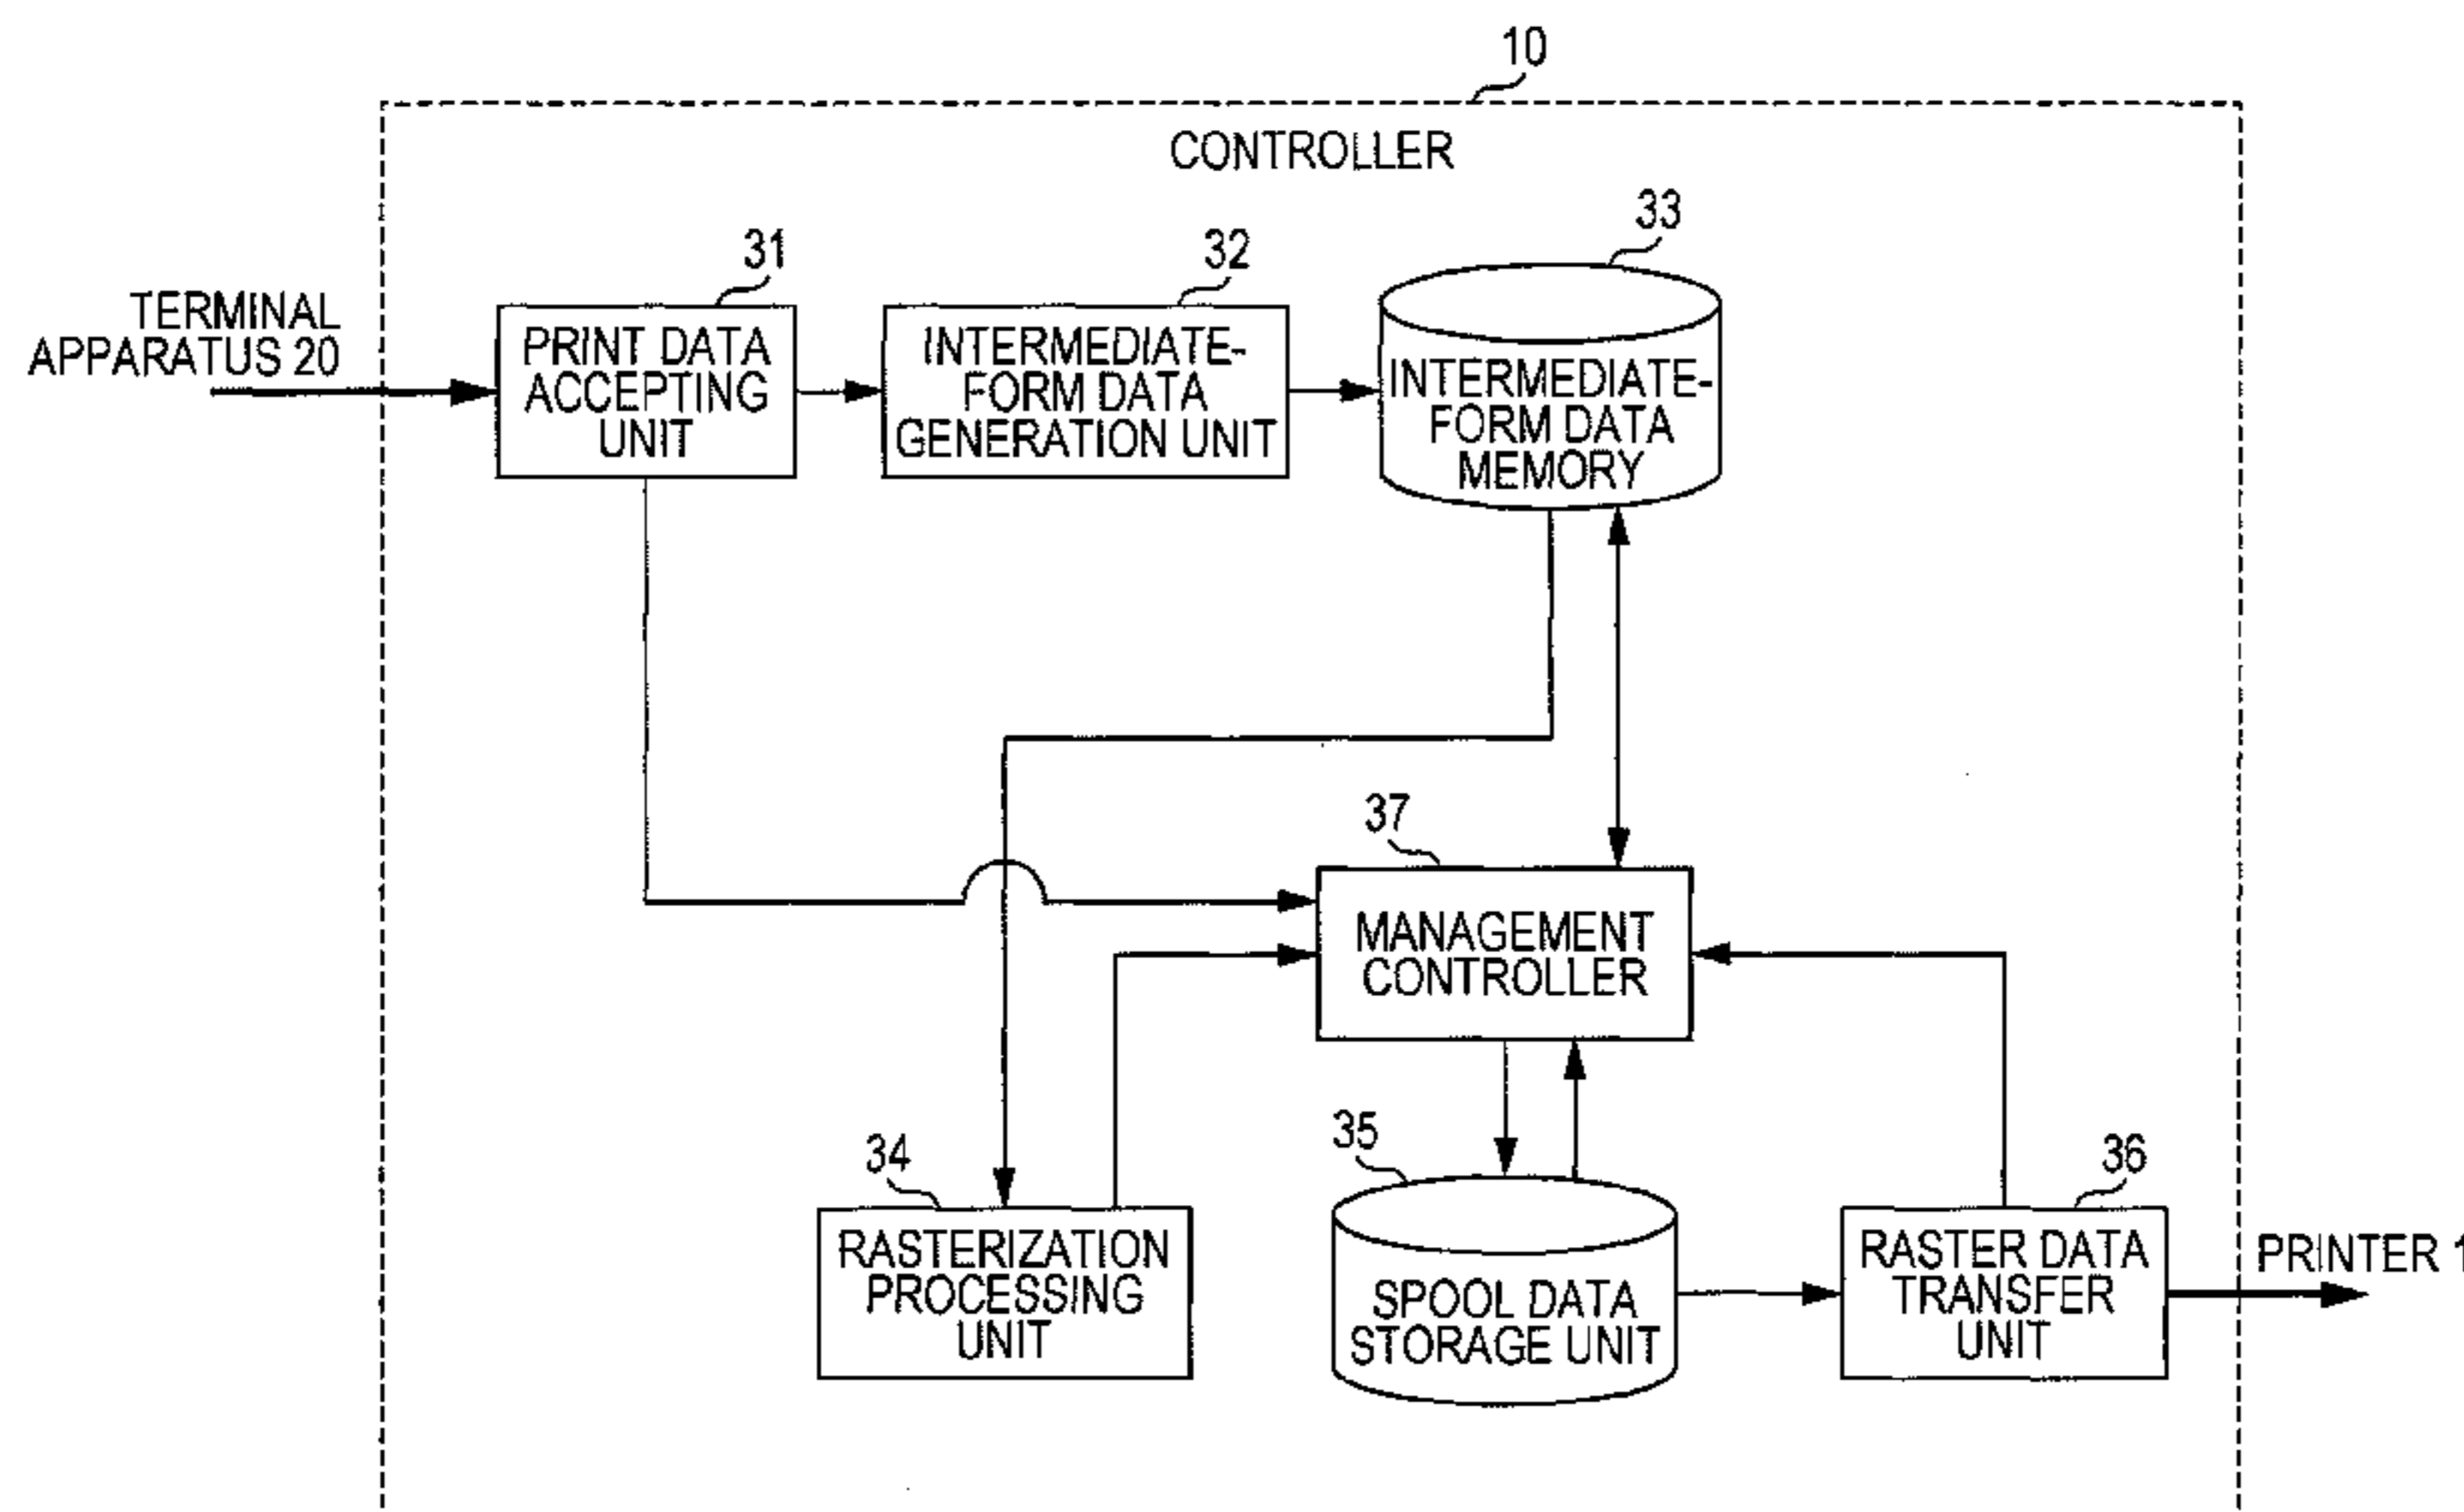 10
CONTROLLER
31
32
33
TERMINAL
APPARATUS 20
PRINT DATA
ACCEPTING
UNIT
INTERMEDIATE-
FORM DATA
GENERATION UNIT
INTERMEDIATE-
FORM DATA
MEMORY
37
MANAGEMENT
CONTROLLER
34
35
36
RASTERIZATION
PROCESSING
UNIT
SPOOL DATA
STORAGE UNIT
RASTER DATA
TRANSFER
UNIT
PRINTER